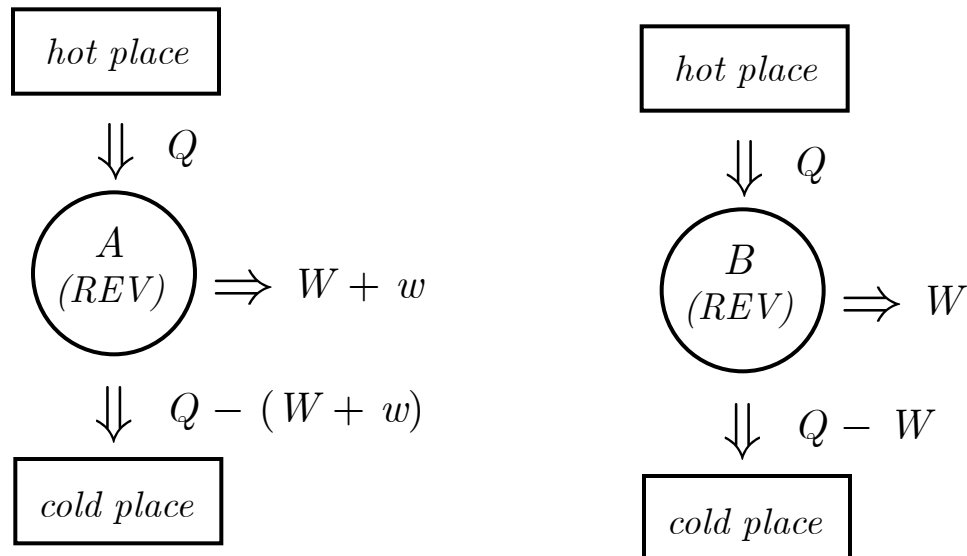 hot place
Q
A
(REV)
⇒ W + w
Q − (W + w)
cold place
hot place
Q
B
(REV)
⇒ W
Q − W
cold place